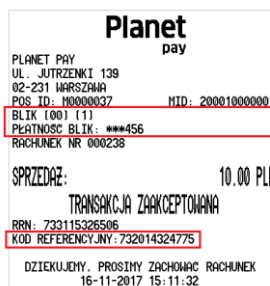 Planet
pay
PLANET PAY
UL. JUTRZENKI 139
02-231 WARSZAWA
POS ID: M0000037 MID: 20001000000
BLIK (00) (1)
PŁATNOŚĆ BLIK: ***456
RACHUNEK NR 000238
SPRZEDAŻ: 10.00 PL
TRANSAKCJA ZAAKCEPTOWANA
RRN: 733115326506
KOD REFERENCYJNY:732014324775
DZIĘKUJEMY, PROSIMY ZACHOWAĆ RACHUNEK
16-11-2017 15:11:32